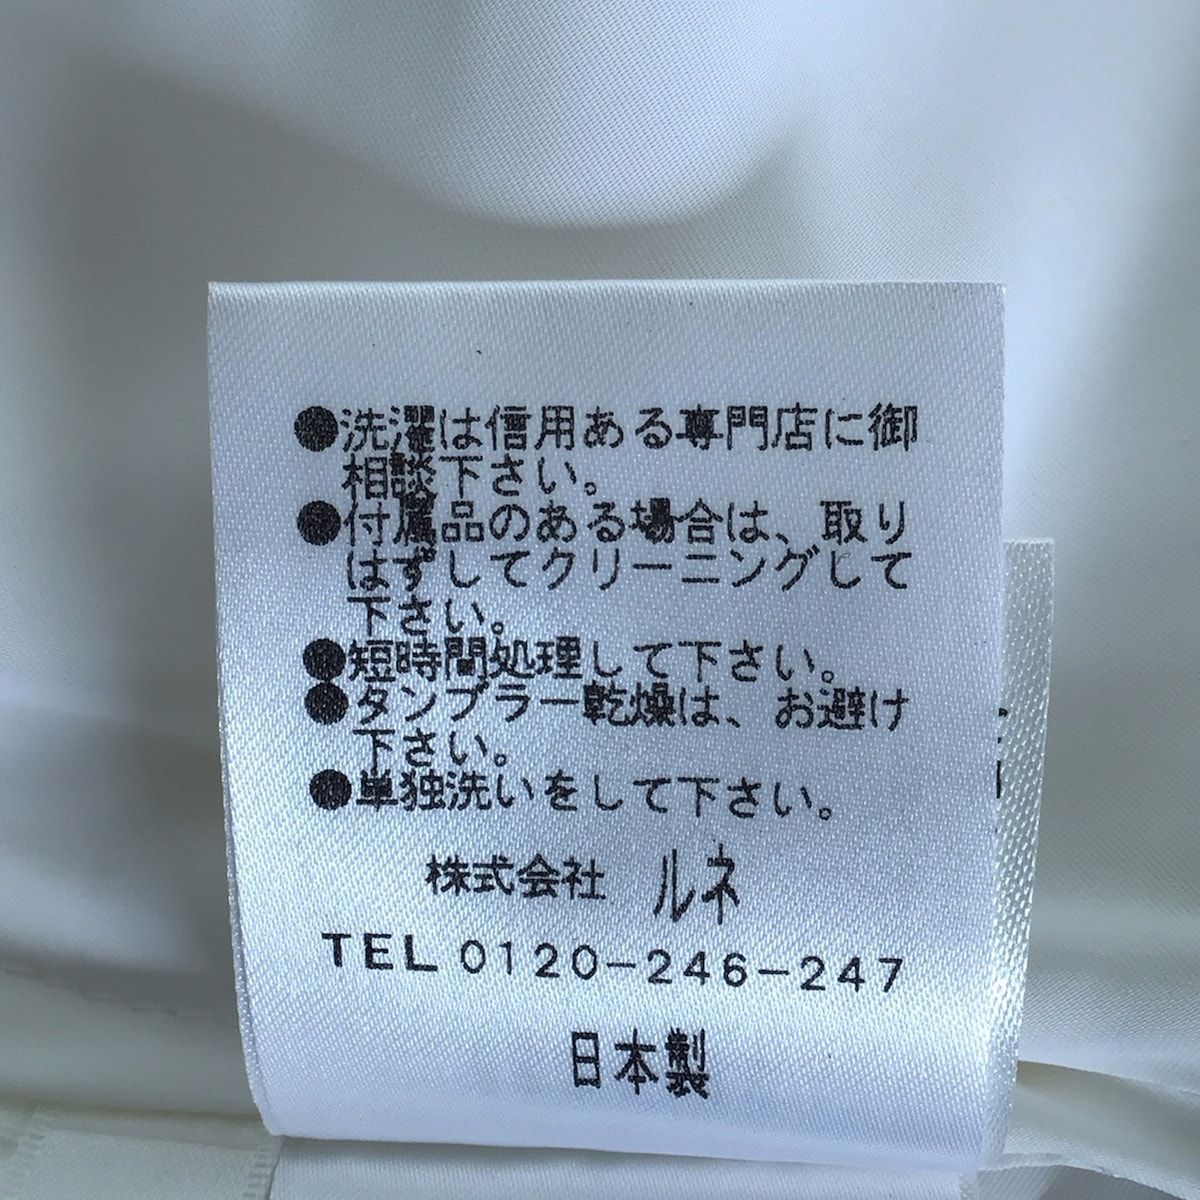 ●洗濯は信用ある専門店に御
相談下さい。
●付属品のある場合は、取り
はずしてクリーニングして
下さい。
●短時間処理して下さい。
●タンブラー乾燥は、お避け
下さい。
●単独洗いをして下さい。
株式会社 ルネ
TEL 0120-246-247
日本製